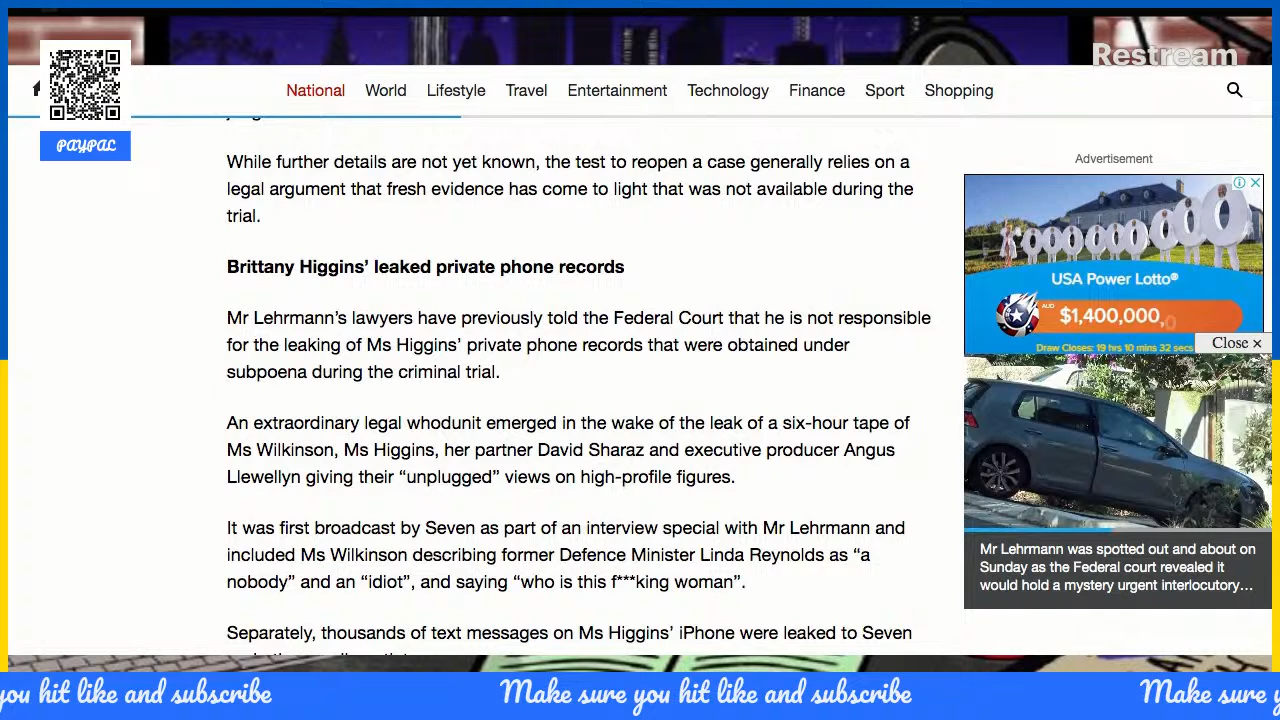 Restream
National World Lifestyle Travel Entertainment Technology Finance Sport Shopping
PAYPAL
While further details are not yet known, the test to reopen a case generally relies on a
legal argument that fresh evidence has come to light that was not available during the
trial.
Brittany Higgins’ leaked private phone records
Mr Lehrmann’s lawyers have previously told the Federal Court that he is not responsible
for the leaking of Ms Higgins’ private phone records that were obtained under
subpoena during the criminal trial.
An extraordinary legal whodunit emerged in the wake of the leak of a six-hour tape of
Ms Wilkinson, Ms Higgins, her partner David Sharaz and executive producer Angus
Llewellyn giving their “unplugged” views on high-profile figures.
It was first broadcast by Seven as part of an interview special with Mr Lehrmann and
included Ms Wilkinson describing former Defence Minister Linda Reynolds as “a
nobody” and an “idiot”, and saying “who is this f***king woman”.
Separately, thousands of text messages on Ms Higgins’ iPhone were leaked to Seven
Advertisement
USA Power Lotto®
AUD $1,400,000,0
Draw Closes: 19 hrs 10 mins 32 secs
Close ×
Mr Lehrmann was spotted out and about on
Sunday as the Federal court revealed it
would hold a mystery urgent interlocutory…
you hit like and subscribe Make sure you hit like and subscribe Make sure y